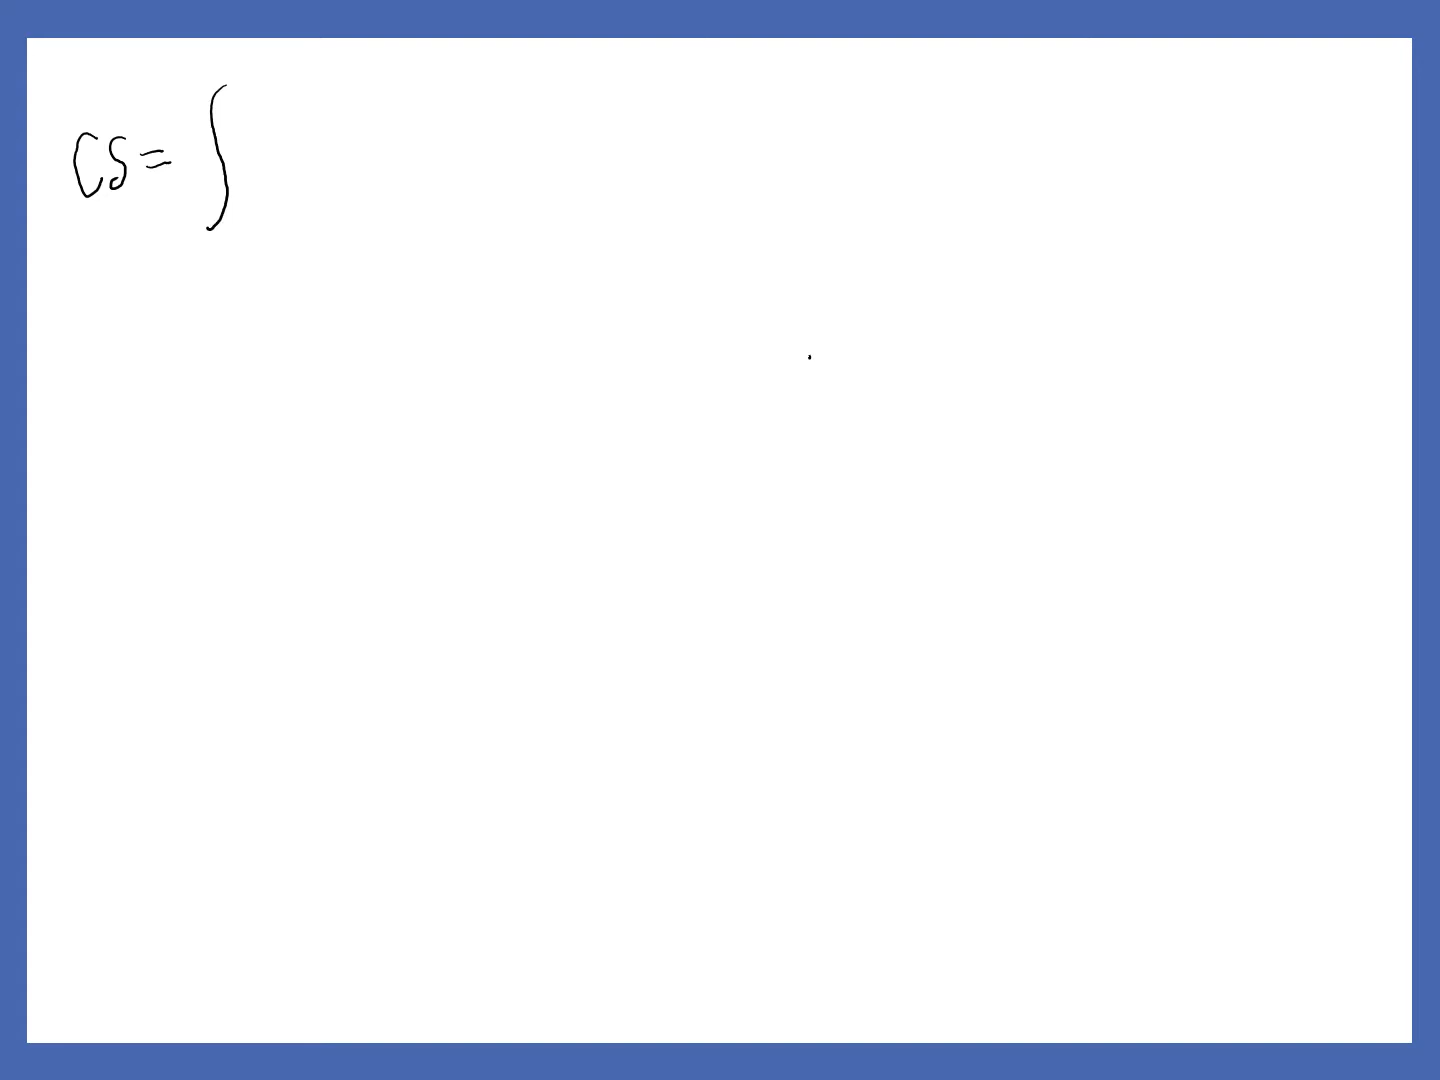 CS = ∫